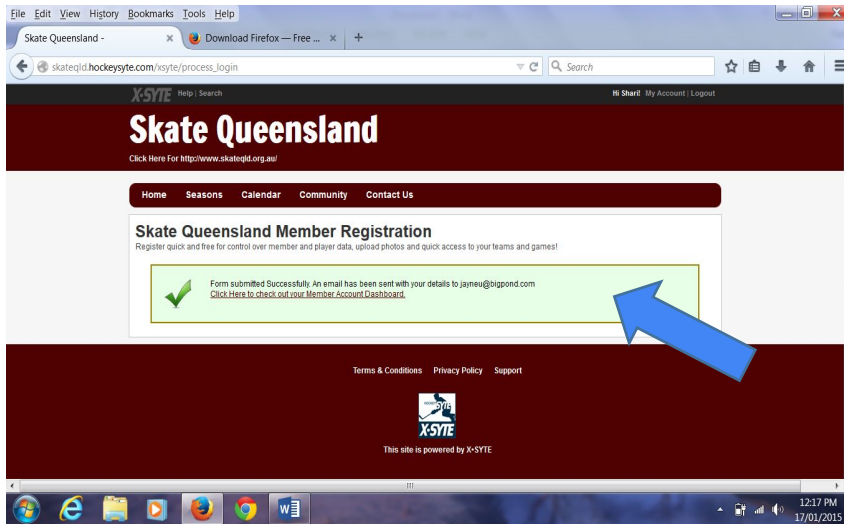 File Edit View History Bookmarks Tools Help
Skate Queensland - × Download Firefox — Free ... × +
skateqld.hockeysyte.com/xsyte/process_login Search
X-SYTE Help | Search Hi Shari! My Account | Logout
Skate Queensland
Click Here For http://www.skateqld.org.au/
Home Seasons Calendar Community Contact Us
Skate Queensland Member Registration
Register quick and free for control over member and player data, upload photos and quick access to your teams and games!
Form submitted Successfully. An email has been sent with your details to jayneu@bigpond.com
Click Here to check out your Member Account Dashboard.
Terms & Conditions Privacy Policy Support
X-SYTE
This site is powered by X•SYTE
12:17 PM
17/01/2015